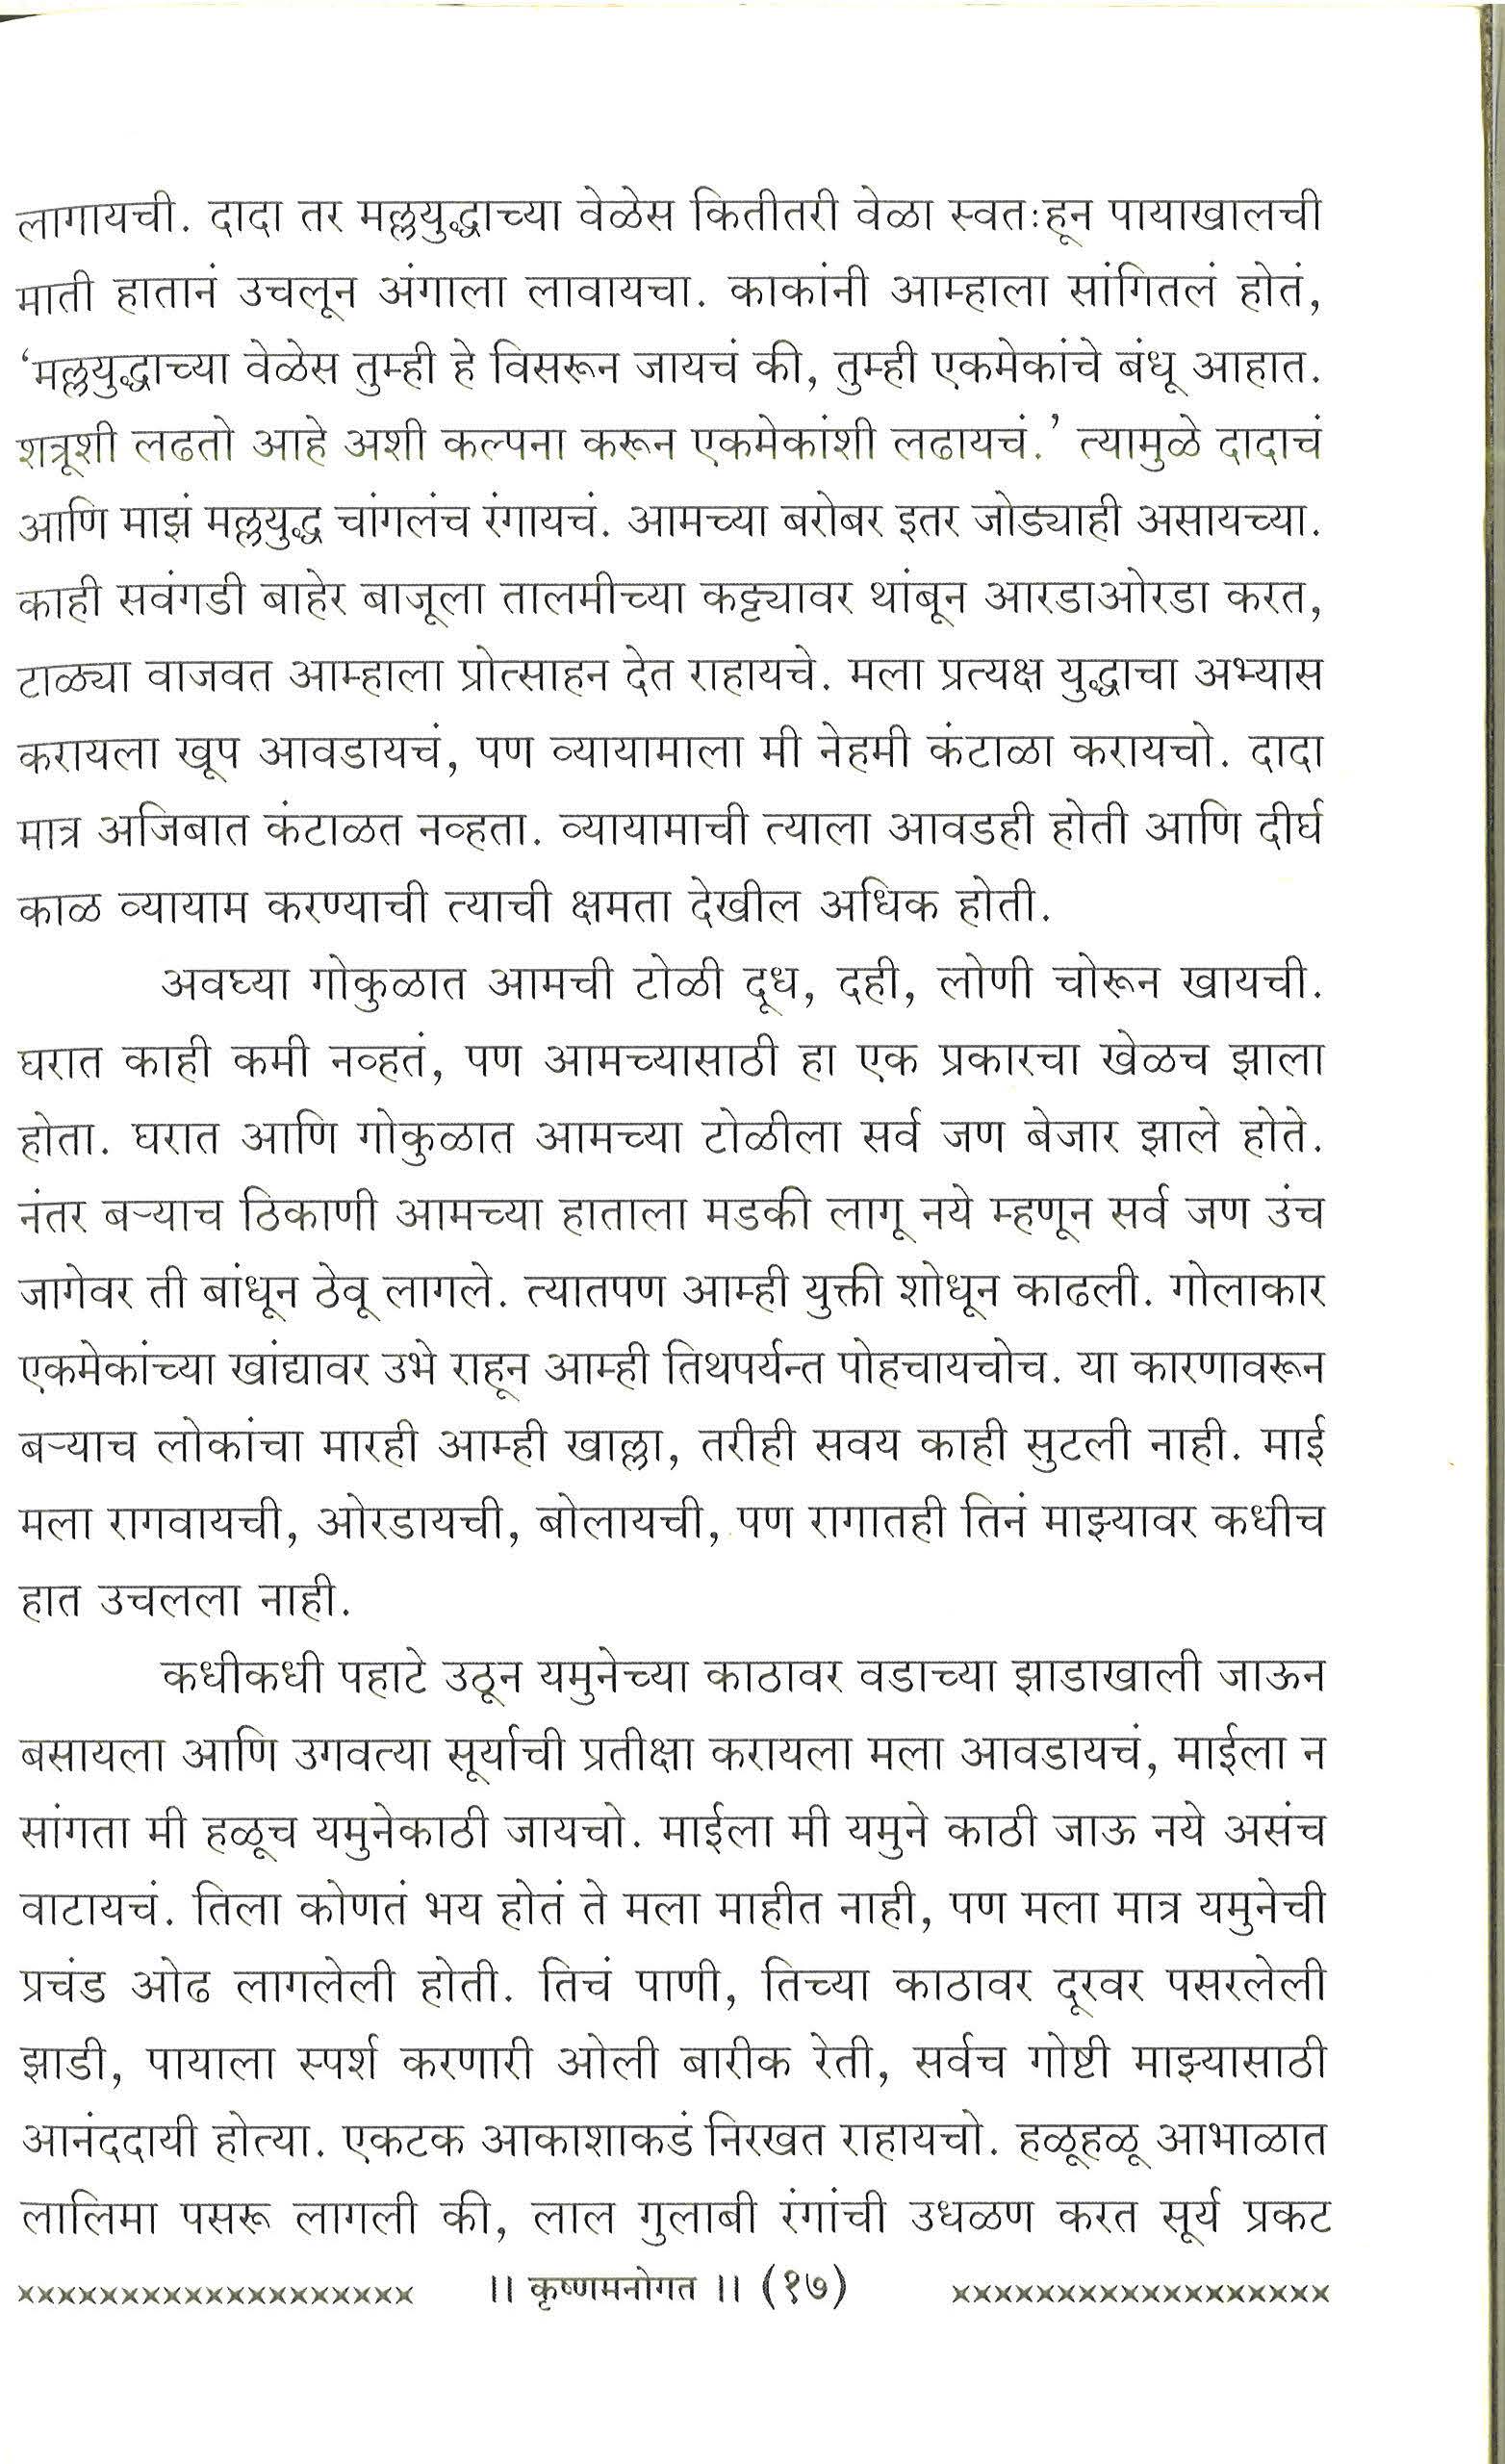 लागायची. दादा तर मल्लयुद्धाच्या वेळेस कितीतरी वेळा स्वतःहून पायाखालची
माती हातानं उचलून अंगाला लावायचा. काकांनी आम्हाला सांगितलं होतं,
‘मल्लयुद्धाच्या वेळेस तुम्ही हे विसरून जायचं की, तुम्ही एकमेकांचे बंधू आहात.
शत्रूशी लढतो आहे अशी कल्पना करून एकमेकांशी लढायचं.’ त्यामुळे दादाचं
आणि माझं मल्लयुद्ध चांगलंच रंगायचं. आमच्या बरोबर इतर जोड्याही असायच्या.
काही सवंगडी बाहेर बाजूला तालमीच्या कट्ट्यावर थांबून आरडाओरडा करत,
टाळ्या वाजवत आम्हाला प्रोत्साहन देत राहायचे. मला प्रत्यक्ष युद्धाचा अभ्यास
करायला खूप आवडायचं, पण व्यायामाला मी नेहमी कंटाळा करायचो. दादा
मात्र अजिबात कंटाळत नव्हता. व्यायामाची त्याला आवडही होती आणि दीर्घ
काळ व्यायाम करण्याची त्याची क्षमता देखील अधिक होती.
अवघ्या गोकुळात आमची टोळी दूध, दही, लोणी चोरून खायची.
घरात काही कमी नव्हतं, पण आमच्यासाठी हा एक प्रकारचा खेळच झाला
होता. घरात आणि गोकुळात आमच्या टोळीला सर्व जण बेजार झाले होते.
नंतर बऱ्याच ठिकाणी आमच्या हाताला मडकी लागू नये म्हणून सर्व जण उंच
जागेवर ती बांधून ठेवू लागले. त्यातपण आम्ही युक्ती शोधून काढली. गोलाकार
एकमेकांच्या खांद्यावर उभे राहून आम्ही तिथपर्यन्त पोहचायचोच. या कारणावरून
बऱ्याच लोकांचा मारही आम्ही खाल्ला, तरीही सवय काही सुटली नाही. माई
मला रागवायची, ओरडायची, बोलायची, पण रागातही तिनं माझ्यावर कधीच
हात उचलला नाही.
कधीकधी पहाटे उठून यमुनेच्या काठावर वडाच्या झाडाखाली जाऊन
बसायला आणि उगवत्या सूर्याची प्रतीक्षा करायला मला आवडायचं, माईला न
सांगता मी हळूच यमुनेकाठी जायचो. माईला मी यमुने काठी जाऊ नये असंच
वाटायचं. तिला कोणतं भय होतं ते मला माहीत नाही, पण मला मात्र यमुनेची
प्रचंड ओढ लागलेली होती. तिचं पाणी, तिच्या काठावर दूरवर पसरलेली
झाडी, पायाला स्पर्श करणारी ओली बारीक रेती, सर्वच गोष्टी माझ्यासाठी
आनंददायी होत्या. एकटक आकाशाकडं निरखत राहायचो. हळूहळू आभाळात
लालिमा पसरू लागली की, लाल गुलाबी रंगांची उधळण करत सूर्य प्रकट
xxxxxxxxxxxxxxxxxxx ।। कृष्णमनोगत ।। (१७) xxxxxxxxxxxxxxxxxx